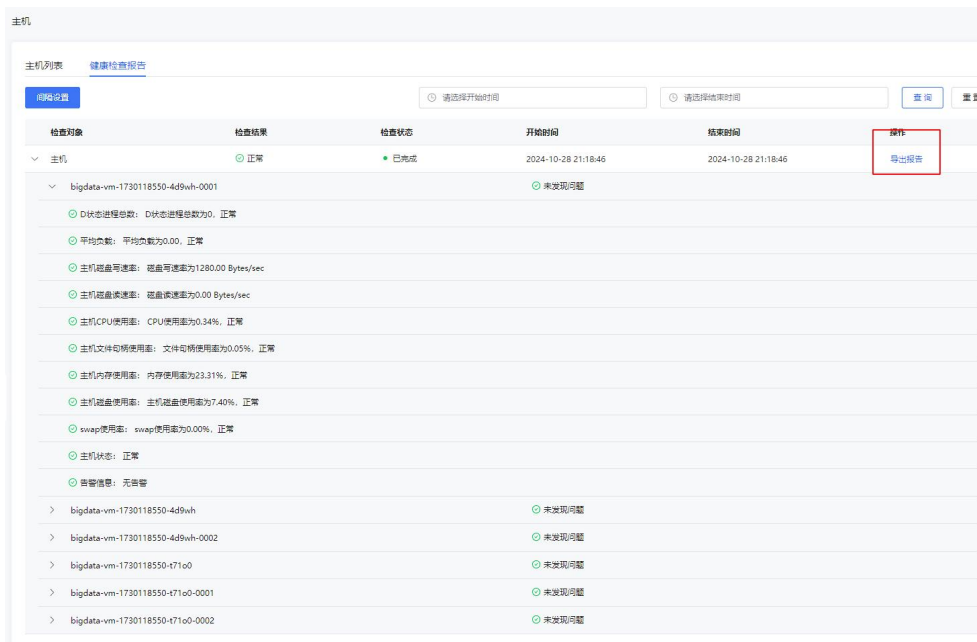 主机
主机列表 健康检查报告
间隔设置 请选择开始时间 请选择结束时间 查询
检查对象 检查结果 检查状态 开始时间 结束时间 操作
主机 正常 已完成 2024-10-28 21:18:46 2024-10-28 21:18:46 导出报告
bigdata-vm-1730118550-4d9wh-0001 未发现问题
D状态进程总数: D状态进程总数为0, 正常
平均负载: 平均负载为0.00, 正常
主机磁盘写速率: 磁盘写速率为1280.00 Bytes/sec
主机磁盘读速率: 磁盘读速率为0.00 Bytes/sec
主机CPU使用率: CPU使用率为0.34%, 正常
主机文件句柄使用率: 文件句柄使用率为0.05%, 正常
主机内存使用率: 内存使用率为23.31%, 正常
主机磁盘使用率: 主机磁盘使用率为7.40%, 正常
swap使用率: swap使用率为0.00%, 正常
主机状态: 正常
告警信息: 无告警
bigdata-vm-1730118550-4d9wh 未发现问题
bigdata-vm-1730118550-4d9wh-0002 未发现问题
bigdata-vm-1730118550-t71o0 未发现问题
bigdata-vm-1730118550-t71o0-0001 未发现问题
bigdata-vm-1730118550-t71o0-0002 未发现问题